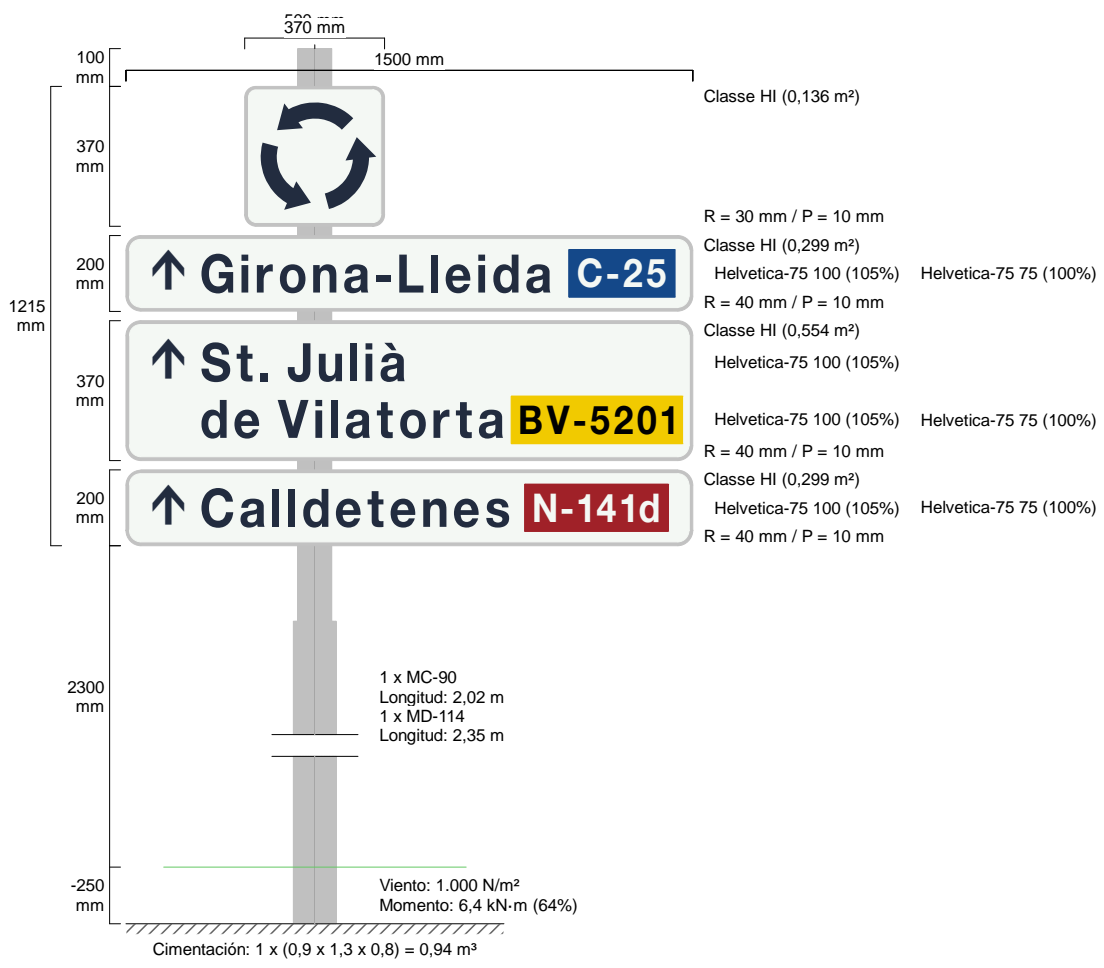 370 mm
100
mm
1500 mm
Classe HI (0,136 m²)
370
mm
R = 30 mm / P = 10 mm
Classe HI (0,299 m²)
200
mm
Girona-Lleida C-25
Helvetica-75 100 (105%) Helvetica-75 75 (100%)
R = 40 mm / P = 10 mm
1215
mm
Classe HI (0,554 m²)
St. Julià
Helvetica-75 100 (105%)
370
mm
de Vilatorta BV-5201
Helvetica-75 100 (105%) Helvetica-75 75 (100%)
R = 40 mm / P = 10 mm
Classe HI (0,299 m²)
200
mm
Calldetenes N-141d
Helvetica-75 100 (105%) Helvetica-75 75 (100%)
R = 40 mm / P = 10 mm
2300
mm
1 x MC-90
Longitud: 2,02 m
1 x MD-114
Longitud: 2,35 m
-250
mm
Viento: 1.000 N/m²
Momento: 6,4 kN·m (64%)
Cimentación: 1 x (0,9 x 1,3 x 0,8) = 0,94 m³